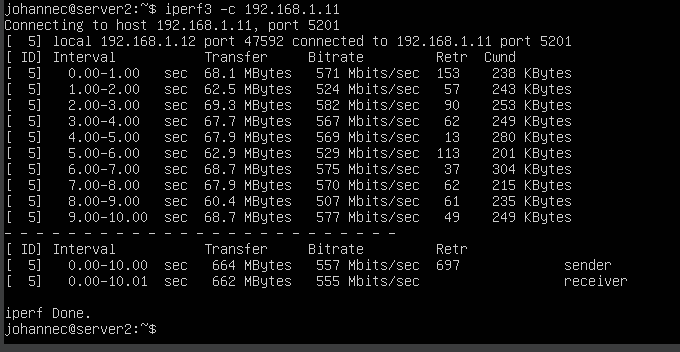 johannec@server2:~$ iperf3 -c 192.168.1.11
Connecting to host 192.168.1.11, port 5201
[  5] local 192.168.1.12 port 47592 connected to 192.168.1.11 port 5201
[ ID] Interval           Transfer     Bitrate         Retr  Cwnd
[  5]   0.00-1.00   sec  68.1 MBytes   571 Mbits/sec  153    238 KBytes
[  5]   1.00-2.00   sec  62.5 MBytes   524 Mbits/sec   57    243 KBytes
[  5]   2.00-3.00   sec  69.3 MBytes   582 Mbits/sec   90    253 KBytes
[  5]   3.00-4.00   sec  67.7 MBytes   567 Mbits/sec   62    249 KBytes
[  5]   4.00-5.00   sec  67.9 MBytes   569 Mbits/sec   13    280 KBytes
[  5]   5.00-6.00   sec  62.9 MBytes   529 Mbits/sec  113    201 KBytes
[  5]   6.00-7.00   sec  68.7 MBytes   575 Mbits/sec   37    304 KBytes
[  5]   7.00-8.00   sec  67.9 MBytes   570 Mbits/sec   62    215 KBytes
[  5]   8.00-9.00   sec  60.4 MBytes   507 Mbits/sec   61    235 KBytes
[  5]   9.00-10.00  sec  68.7 MBytes   577 Mbits/sec   49    249 KBytes
- - - - - - - - - - - - - - - - - - - - - - - - -
[ ID] Interval           Transfer     Bitrate         Retr
[  5]   0.00-10.00  sec   664 MBytes   557 Mbits/sec  697             sender
[  5]   0.00-10.01  sec   662 MBytes   555 Mbits/sec                  receiver

iperf Done.
johannec@server2:~$